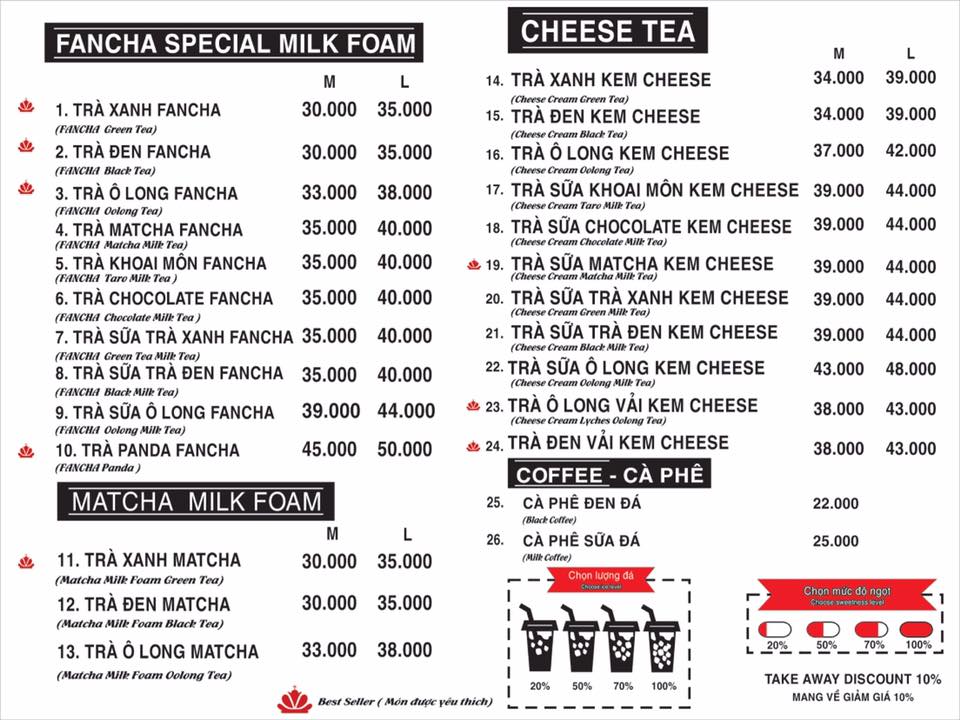 FANCHA SPECIAL MILK FOAM
M L
1. TRÀ XANH FANCHA 30.000 35.000
(FANCHA Green Tea)
2. TRÀ ĐEN FANCHA 30.000 35.000
(FANCHA Black Tea)
3. TRÀ Ô LONG FANCHA 33.000 38.000
(FANCHA Oolong Tea)
4. TRÀ MATCHA FANCHA 35.000 40.000
(FANCHA Matcha Milk Tea)
5. TRÀ KHOAI MÔN FANCHA 35.000 40.000
(FANCHA Taro Milk Tea )
6. TRÀ CHOCOLATE FANCHA 35.000 40.000
(FANCHA Chocolate Milk Tea )
7. TRÀ SỮA TRÀ XANH FANCHA 35.000 40.000
(FANCHA Green Tea Milk Tea)
8. TRÀ SỮA TRÀ ĐEN FANCHA 35.000 40.000
(FANCHA Black Milk Tea)
9. TRÀ SỮA Ô LONG FANCHA 39.000 44.000
(FANCHA Oolong Milk Tea)
10. TRÀ PANDA FANCHA 45.000 50.000
(FANCHA Panda )
MATCHA MILK FOAM
M L
11. TRÀ XANH MATCHA 30.000 35.000
(Matcha Milk Foam Green Tea)
12. TRÀ ĐEN MATCHA 30.000 35.000
(Matcha Milk Foam Black Tea)
13. TRÀ Ô LONG MATCHA 33.000 38.000
(Matcha Milk Foam Oolong Tea)
Best Seller ( Món được yêu thích)
CHEESE TEA
M L
14. TRÀ XANH KEM CHEESE 34.000 39.000
(Cheese Cream Green Tea)
15. TRÀ ĐEN KEM CHEESE 34.000 39.000
(Cheese Cream Black Tea)
16. TRÀ Ô LONG KEM CHEESE 37.000 42.000
(Cheese Cream Oolong Tea)
17. TRÀ SỮA KHOAI MÔN KEM CHEESE 39.000 44.000
(Cheese Cream Taro Milk Tea)
18. TRÀ SỮA CHOCOLATE KEM CHEESE 39.000 44.000
(Cheese Cream Chocolate Milk Tea)
19. TRÀ SỮA MATCHA KEM CHEESE 39.000 44.000
(Cheese Cream Matcha Milk Tea)
20. TRÀ SỮA TRÀ XANH KEM CHEESE 39.000 44.000
(Cheese Cream Green Milk Tea)
21. TRÀ SỮA TRÀ ĐEN KEM CHEESE 39.000 44.000
(Cheese Cream Black Milk Tea)
22. TRÀ SỮA Ô LONG KEM CHEESE 43.000 48.000
(Cheese Cream Oolong Milk Tea)
23. TRÀ Ô LONG VẢI KEM CHEESE 38.000 43.000
(Cheese Cream Lyches Oolong Tea)
24. TRÀ ĐEN VẢI KEM CHEESE 38.000 43.000
COFFEE - CÀ PHÊ
25. CÀ PHÊ ĐEN ĐÁ 22.000
(Black Coffee)
26. CÀ PHÊ SỮA ĐÁ 25.000
(Milk Coffee)
Chọn lượng đá
Choose ice level
20% 50% 70% 100%
Chọn mức độ ngọt
Choose sweetness level
20% 50% 70% 100%
TAKE AWAY DISCOUNT 10%
MANG VỀ GIẢM GIÁ 10%